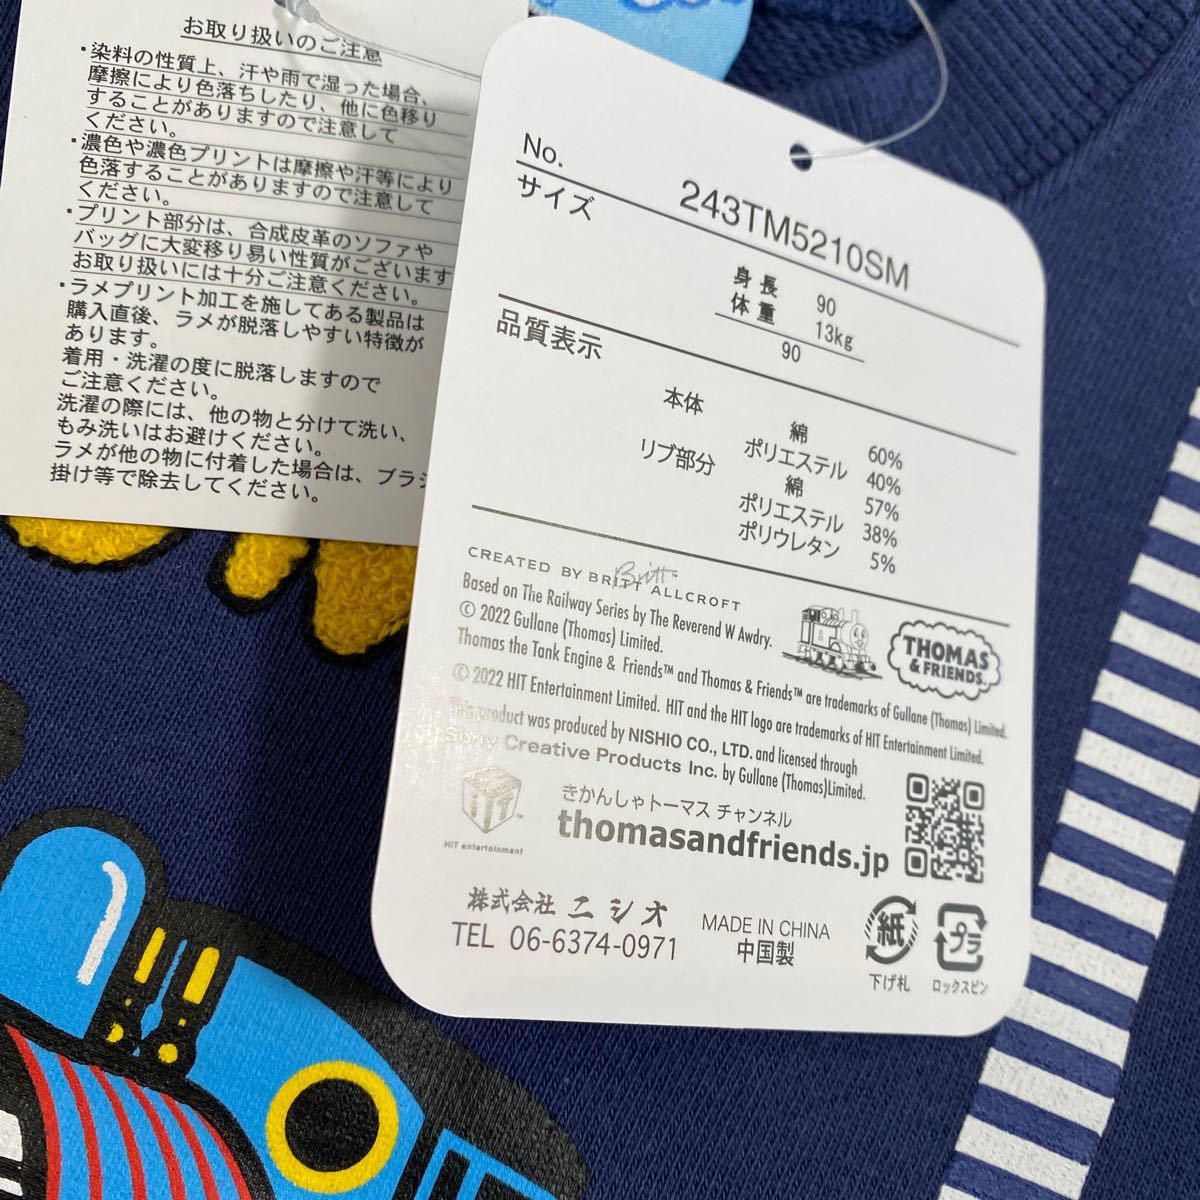 お取り扱いのご注意
・染料の性質上、汗や雨で湿った場合、
摩擦により色落ちしたり、他に色移り
することがありますので注意して
ください。
・濃色や濃色プリントは摩擦や汗等により
色落することがありますので注意して
ください。
・プリント部分は、合成皮革のソファや
バッグに大変移り易い性質がございます
お取り扱いには十分ご注意ください。
・ラメプリント加工を施してある製品は
購入直後、ラメが脱落しやすい特徴が
あります。
着用・洗濯の度に脱落しますので
ご注意ください。
洗濯の際には、他の物と分けて洗い、
もみ洗いはお避けください。
ラメが他の物に付着した場合は、ブラシ
掛け等で除去してください。
No. 243TM5210SM
サイズ
身長 90
体重 13kg
90
品質表示
本体 綿 60%
ポリエステル 40%
リブ部分 綿 57%
ポリエステル 38%
ポリウレタン 5%
CREATED BY BRITT ALLCROFT
Britt
Based on The Railway Series by The Reverend W Awdry.
© 2022 Gullane (Thomas) Limited.
Thomas the Tank Engine & Friends™ and Thomas & Friends™ are trademarks of Gullane (Thomas) Limited.
© 2022 HIT Entertainment Limited. HIT and the HIT logo are trademarks of HIT Entertainment Limited.
This product was produced by NISHIO CO., LTD. and licensed through
Sony Creative Products Inc. by Gullane (Thomas)Limited.
THOMAS
& FRIENDS™
HiT™
HiT entertainment
きかんしゃトーマス チャンネル
thomasandfriends.jp
株式会社 ニシオ
TEL 06-6374-0971
MADE IN CHINA
中国製
紙
下げ札
プラ
ロックスピン